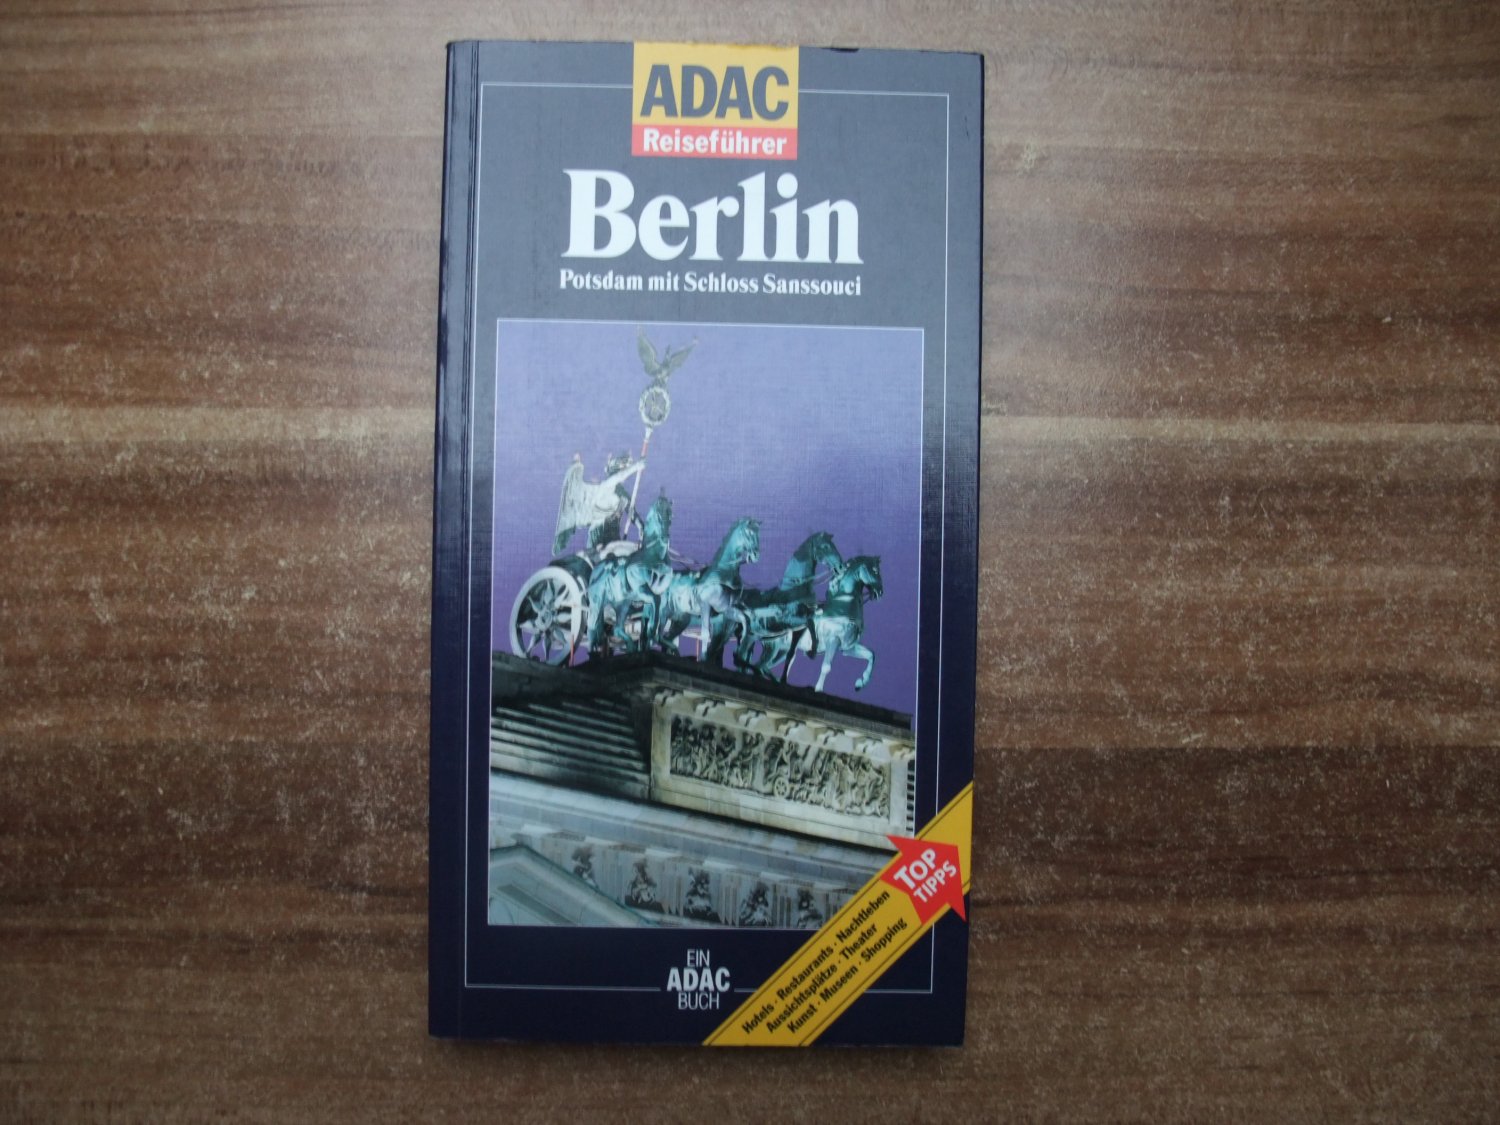 ADAC
Reiseführer
Berlin
Potsdam mit Schloss Sanssouci
TOP
TIPPS
Hotels · Restaurants · Nachtleben
Aussichtsplätze · Theater
Kunst · Museen · Shopping
EIN
ADAC
BUCH